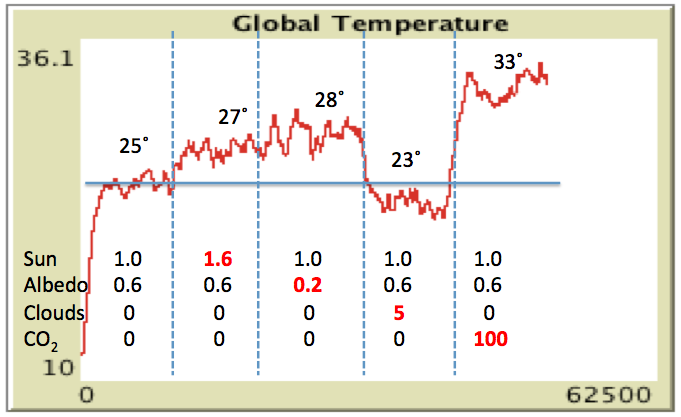 Global Temperature
36.1
33˚
28˚
27˚
25˚
23˚
Sun 1.0 1.6 1.0 1.0 1.0
Albedo 0.6 0.6 0.2 0.6 0.6
Clouds 0 0 0 5 0
CO₂ 0 0 0 0 100
10
0 62500